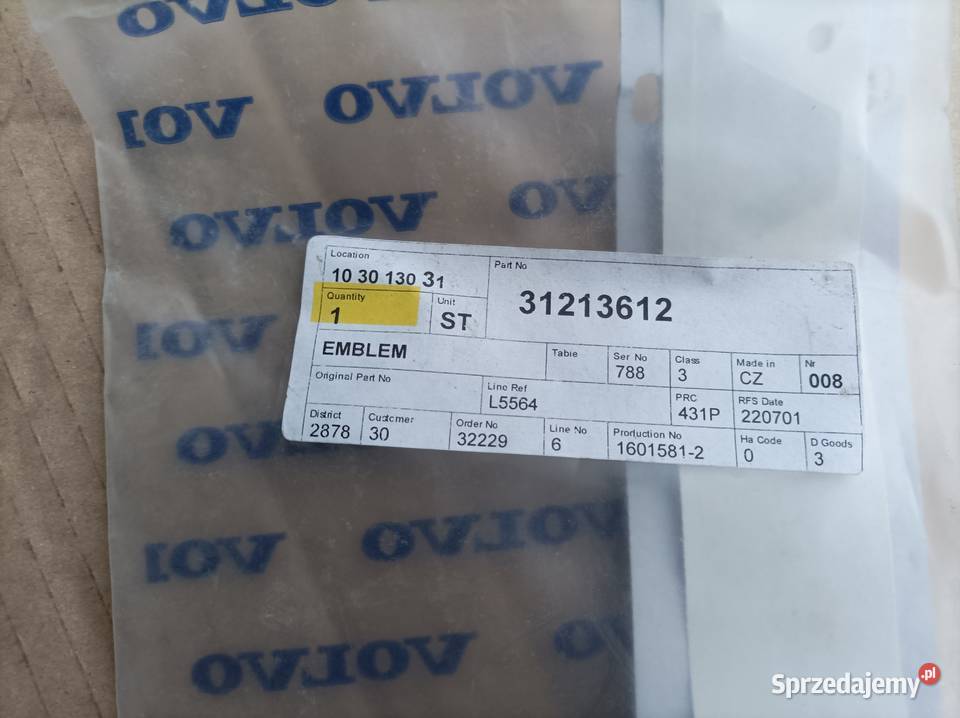 VOLVO
VOLVO
VOLVO
VOLVO
VO
Location
10 30 130 31
Part No
31213612
Quantity
1
Unit
ST
EMBLEM
Table
Ser No
788
Class
3
Made in
CZ
Nr
008
Original Part No
Line Ref
L5564
PRC
431P
RFS Date
220701
District
2878
Customer
30
Order No
32229
Line No
6
Production No
1601581-2
Ha Code
0
D Goods
3
VOLVO
VOLVO
Sprzedajemy.pl